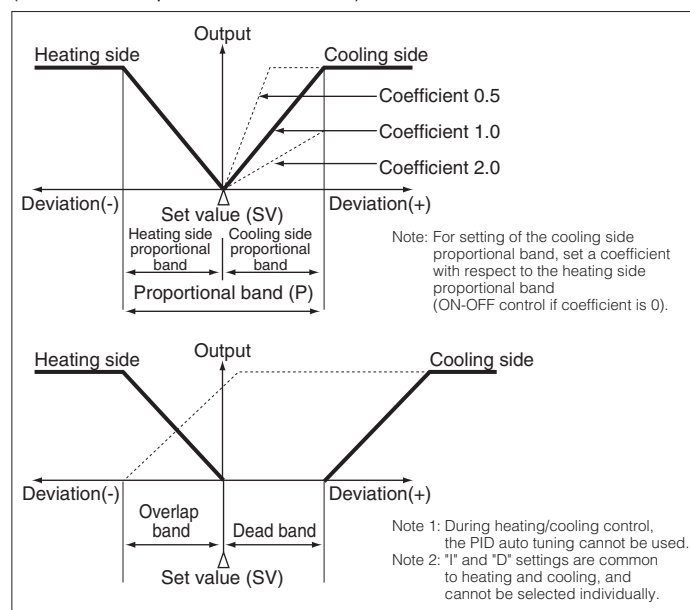 Output
Heating side
Cooling side
Coefficient 0.5
Coefficient 1.0
Coefficient 2.0
Deviation(-)
Deviation(+)
Set value (SV)
Heating side
proportional
band
Cooling side
proportional
band
Proportional band (P)
Note: For setting of the cooling side
proportional band, set a coefficient
with respect to the heating side
proportional band
(ON-OFF control if coefficient is 0).
Heating side
Output
Cooling side
Deviation(-)
Deviation(+)
Overlap
band
Dead band
Set value (SV)
Note 1: During heating/cooling control,
the PID auto tuning cannot be used.
Note 2: "I" and "D" settings are common
to heating and cooling, and
cannot be selected individually.